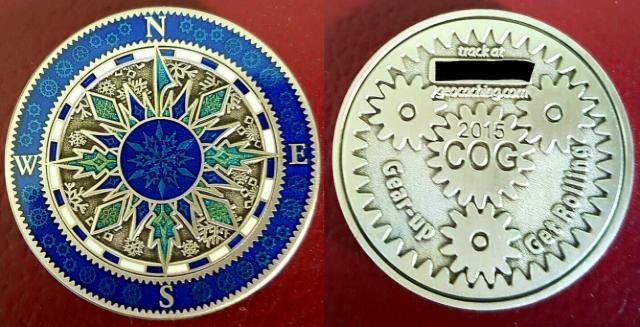 N
W
E
S
track at
geocaching.com
2015
COG
Gear-up
Get Rolling